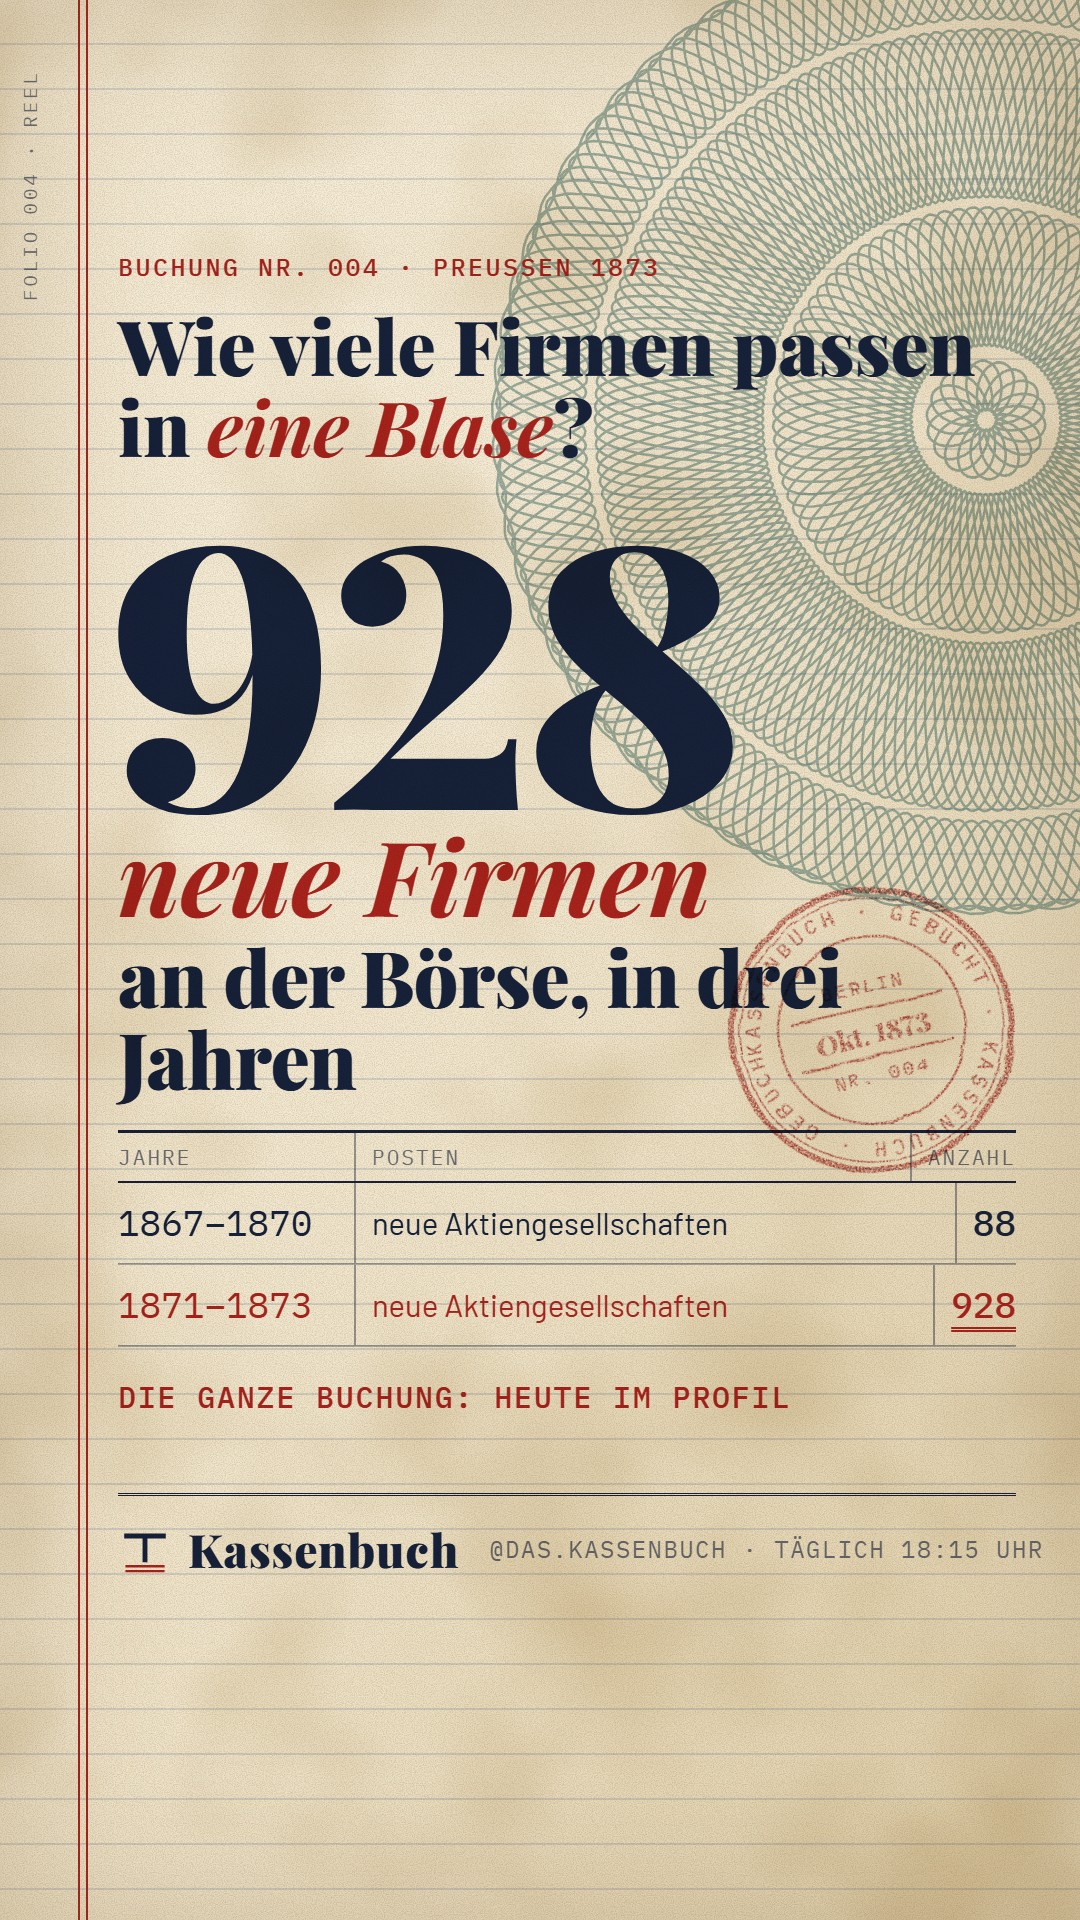 FOLIO 004 · REEL
BUCHUNG NR. 004 · PREUSSEN 1873
Wie viele Firmen passen
in eine Blase?
928
neue Firmen
an der Börse, in drei
Jahren
KASSENBUCH · GEBUCHT · KASSENBUCH · GEBUCH
BERLIN
Okt. 1873
NR. 004
JAHRE POSTEN ANZAHL
1867–1870 neue Aktiengesellschaften 88
1871–1873 neue Aktiengesellschaften 928
DIE GANZE BUCHUNG: HEUTE IM PROFIL
Kassenbuch @DAS.KASSENBUCH · TÄGLICH 18:15 UHR